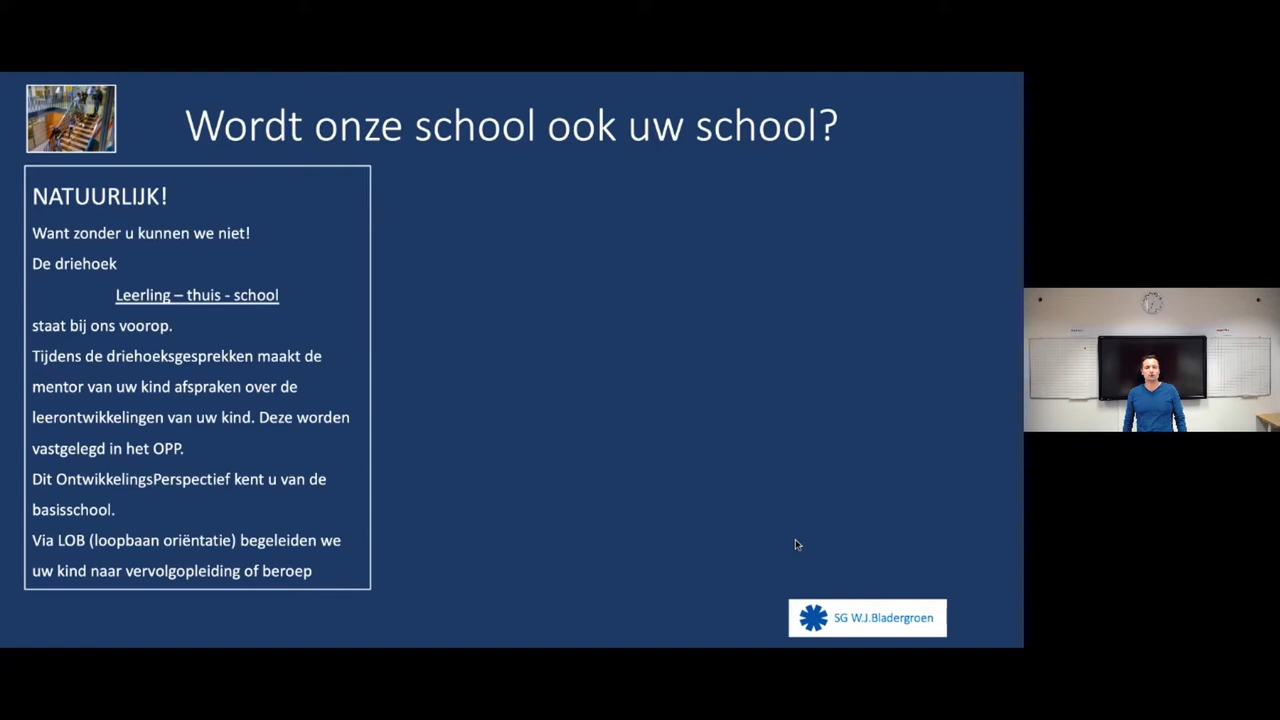 Wordt onze school ook uw school?
NATUURLIJK!
Want zonder u kunnen we niet!
De driehoek
Leerling – thuis - school
staat bij ons voorop.
Tijdens de driehoeksgesprekken maakt de
mentor van uw kind afspraken over de
leerontwikkelingen van uw kind. Deze worden
vastgelegd in het OPP.
Dit OntwikkelingsPerspectief kent u van de
basisschool.
Via LOB (loopbaan oriëntatie) begeleiden we
uw kind naar vervolgopleiding of beroep
SG W.J.Bladergroen